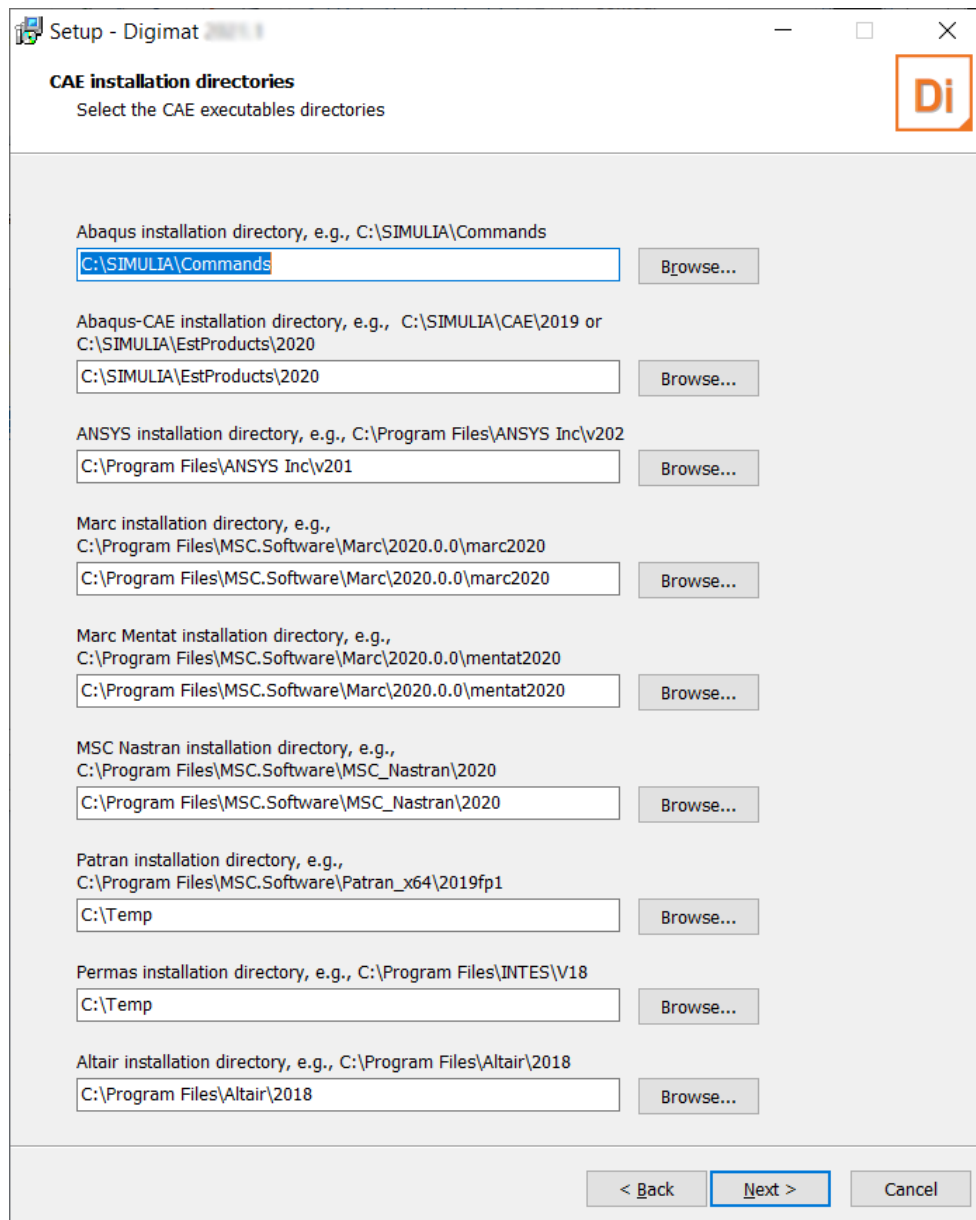 Setup - Digimat
CAE installation directories
Select the CAE executables directories
Di
Abaqus installation directory, e.g., C:\SIMULIA\Commands
C:\SIMULIA\Commands Browse...
Abaqus-CAE installation directory, e.g., C:\SIMULIA\CAE\2019 or
C:\SIMULIA\EstProducts\2020
C:\SIMULIA\EstProducts\2020 Browse...
ANSYS installation directory, e.g., C:\Program Files\ANSYS Inc\v202
C:\Program Files\ANSYS Inc\v201 Browse...
Marc installation directory, e.g.,
C:\Program Files\MSC.Software\Marc\2020.0.0\marc2020
C:\Program Files\MSC.Software\Marc\2020.0.0\marc2020 Browse...
Marc Mentat installation directory, e.g.,
C:\Program Files\MSC.Software\Marc\2020.0.0\mentat2020
C:\Program Files\MSC.Software\Marc\2020.0.0\mentat2020 Browse...
MSC Nastran installation directory, e.g.,
C:\Program Files\MSC.Software\MSC_Nastran\2020
C:\Program Files\MSC.Software\MSC_Nastran\2020 Browse...
Patran installation directory, e.g.,
C:\Program Files\MSC.Software\Patran_x64\2019fp1
C:\Temp Browse...
Permas installation directory, e.g., C:\Program Files\INTES\V18
C:\Temp Browse...
Altair installation directory, e.g., C:\Program Files\Altair\2018
C:\Program Files\Altair\2018 Browse...
< Back Next > Cancel